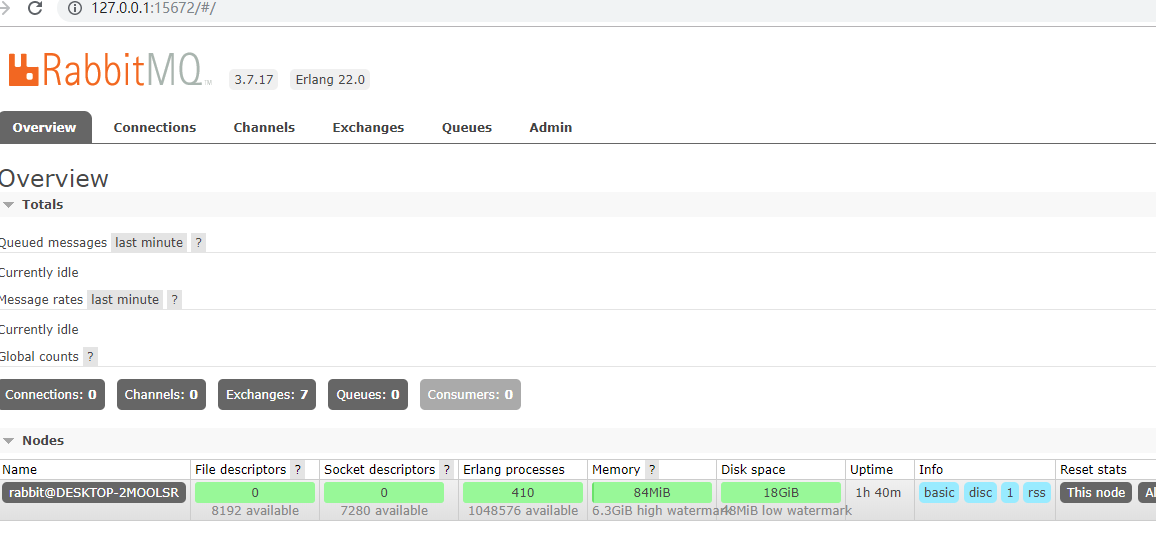 127.0.0.1:15672/#/
RabbitMQ TM 3.7.17 Erlang 22.0
Overview Connections Channels Exchanges Queues Admin
Overview
Totals
Queued messages last minute ?
Currently idle
Message rates last minute ?
Currently idle
Global counts ?
Connections: 0 Channels: 0 Exchanges: 7 Queues: 0 Consumers: 0
Nodes
Name File descriptors ? Socket descriptors ? Erlang processes Memory ? Disk space Uptime Info Reset stats
rabbit@DESKTOP-2MOOLSR 0 0 410 84MiB 18GiB 1h 40m basic disc 1 rss This node Al
8192 available 7280 available 1048576 available 6.3GiB high watermark 48MiB low watermark